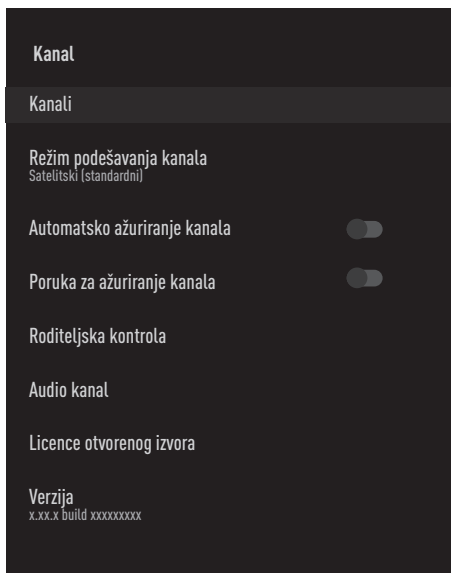 Kanal
Kanali
Režim podešavanja kanala
Satelitski (standardni)
Automatsko ažuriranje kanala
Poruka za ažuriranje kanala
Roditeljska kontrola
Audio kanal
Licence otvorenog izvora
Verzija
x.xx.x build xxxxxxxxx